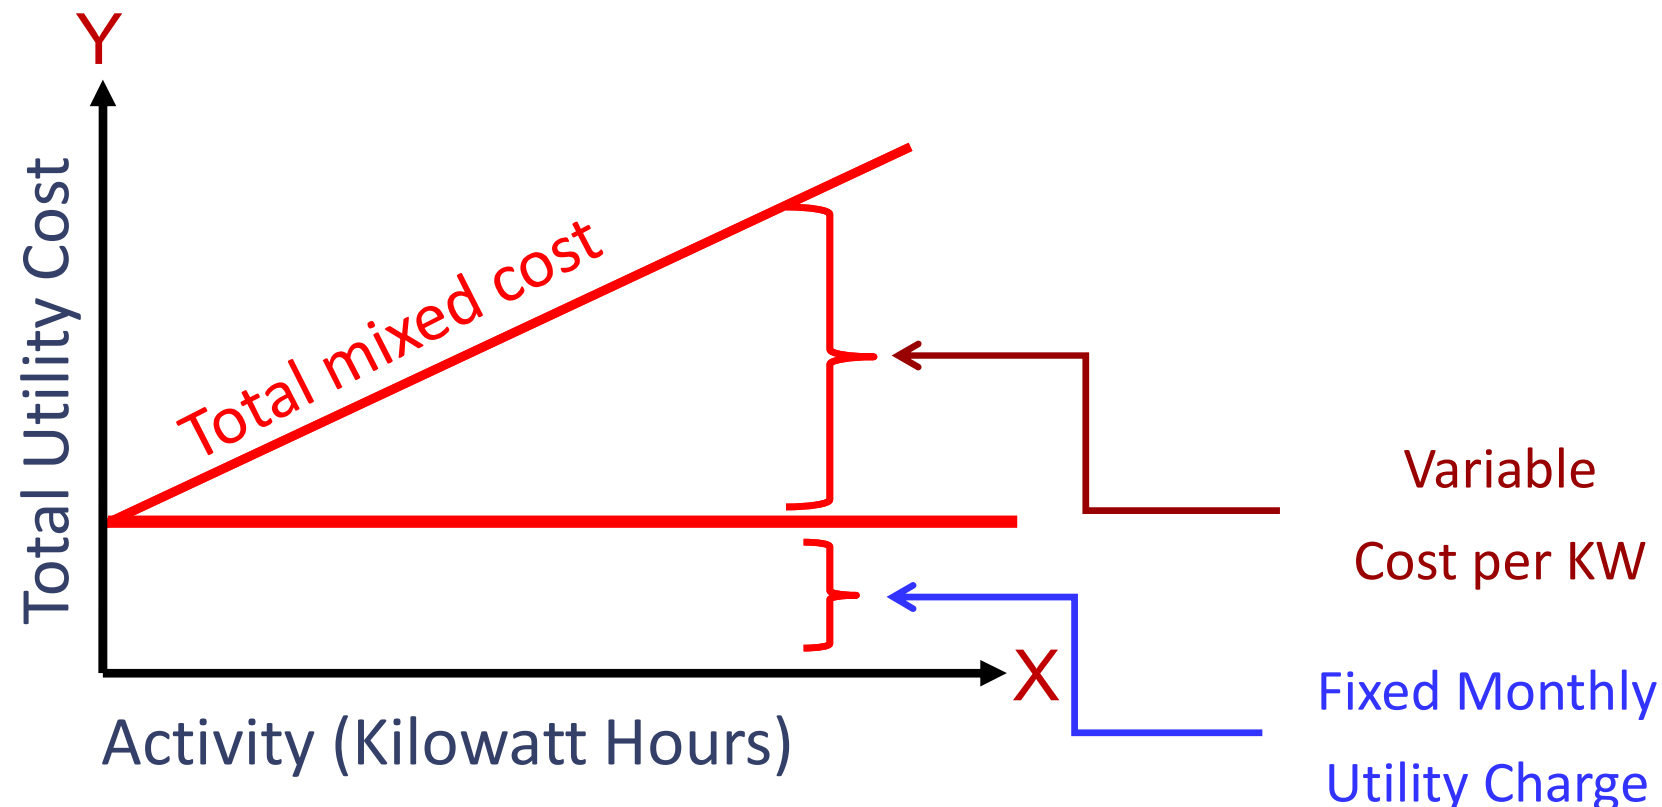 Y
Total Utility Cost
Total mixed cost
Variable
Cost per KW
X
Fixed Monthly
Utility Charge
Activity (Kilowatt Hours)